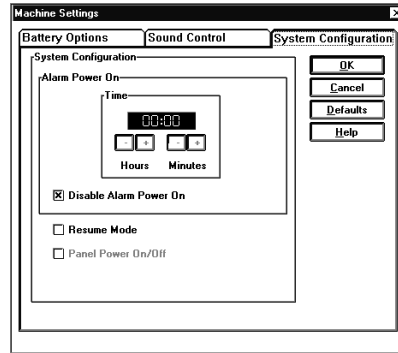 Machine Settings
Battery Options
Sound Control
System Configuration
System Configuration
Alarm Power On
Time
00:00
- + - +
Hours Minutes
Disable Alarm Power On
Resume Mode
Panel Power On/Off
OK
Cancel
Defaults
Help